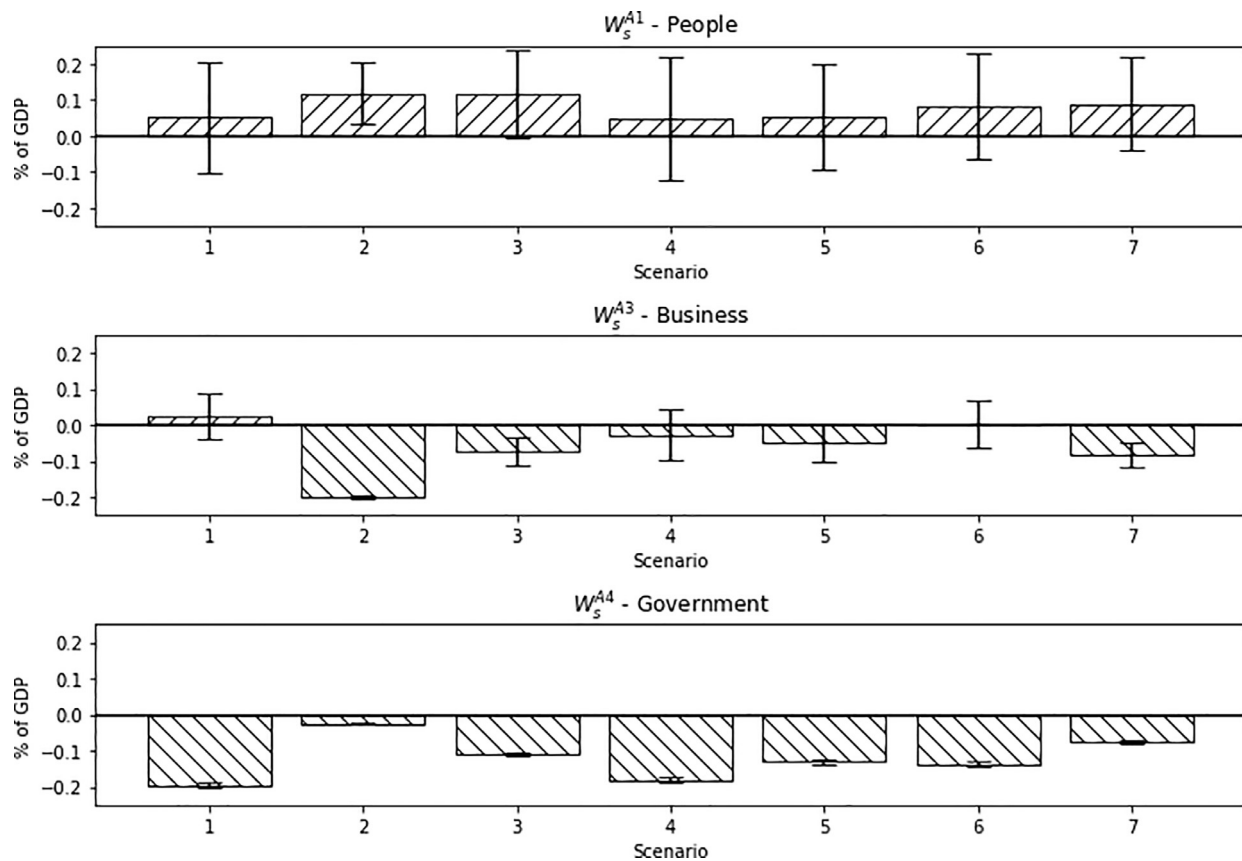 W_s^{A1} - People
% of GDP
0.2
0.1
0.0
−0.1
−0.2
1 2 3 4 5 6 7
Scenario
W_s^{A3} - Business
% of GDP
0.2
0.1
0.0
−0.1
−0.2
1 2 3 4 5 6 7
Scenario
W_s^{A4} - Government
% of GDP
0.2
0.1
0.0
−0.1
−0.2
1 2 3 4 5 6 7
Scenario